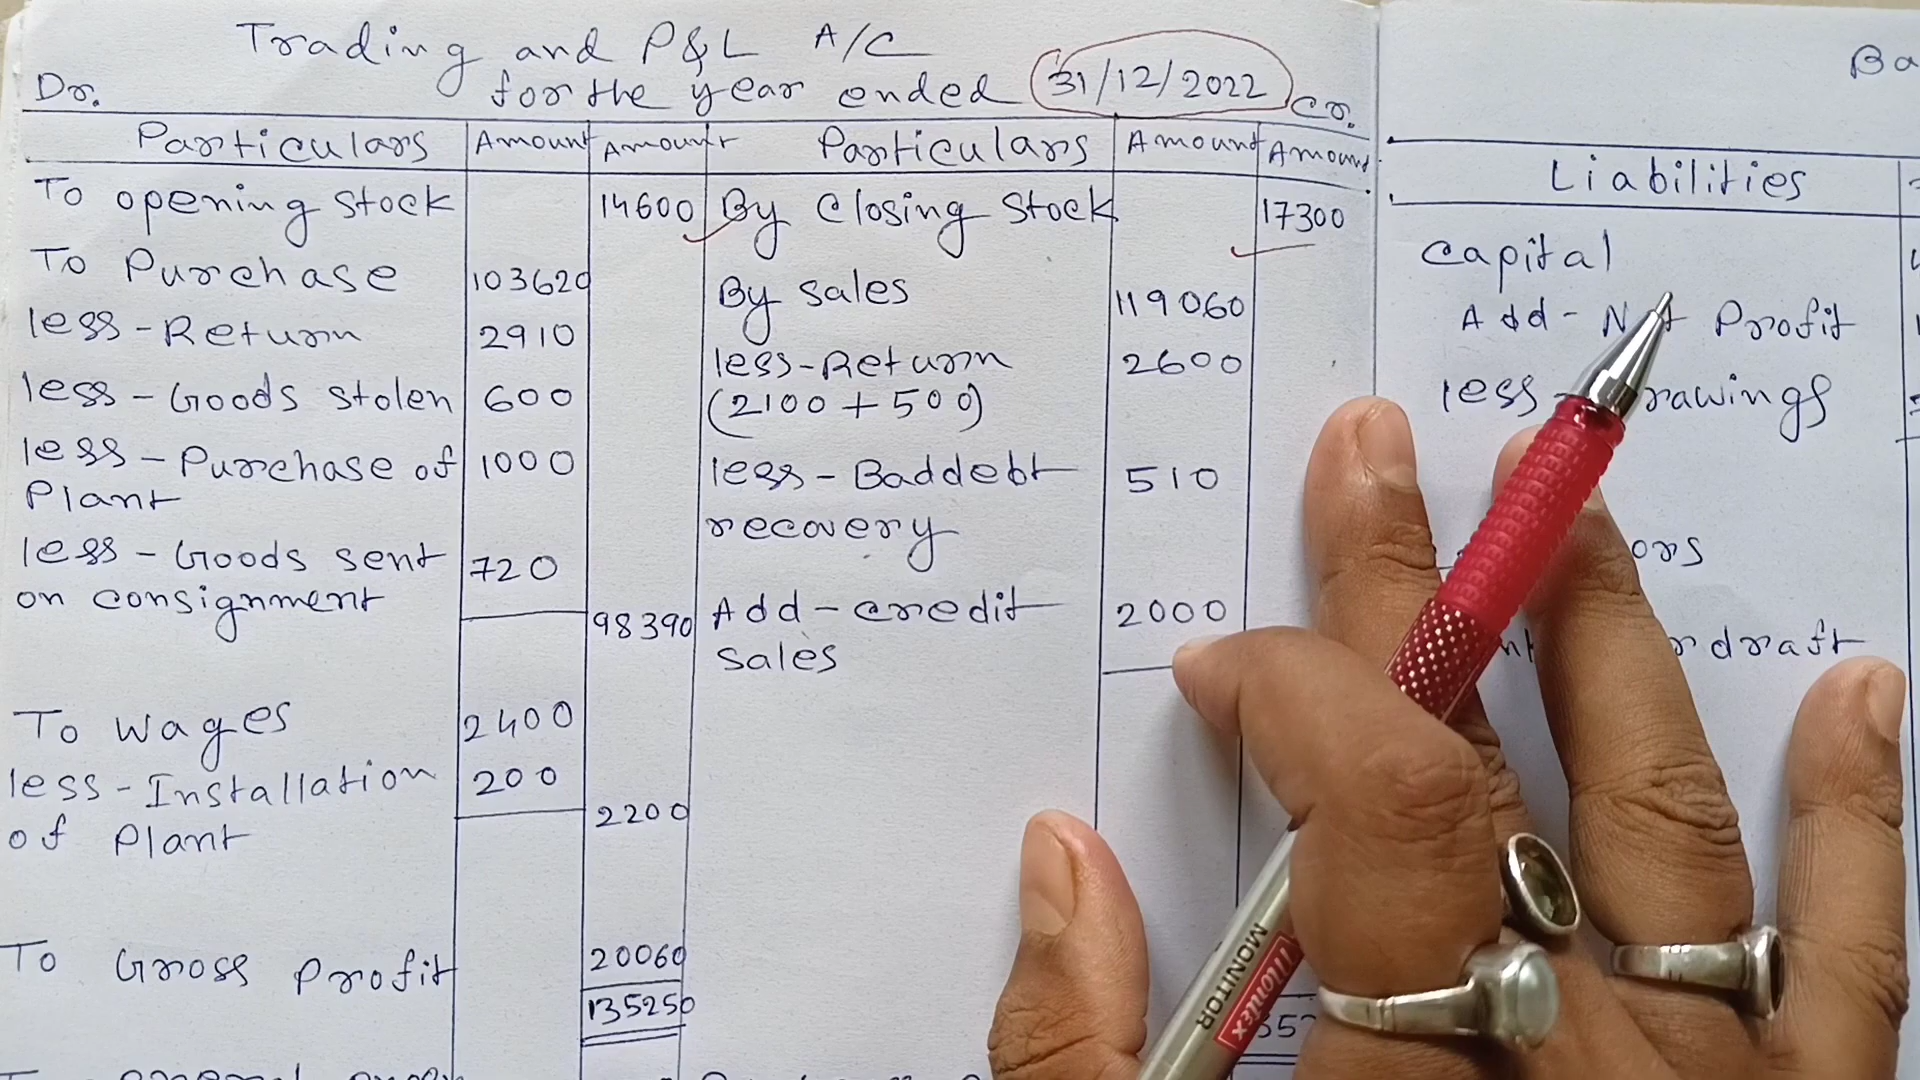 Trading and P&L A/C
Dr. for the year ended 31/12/2022 Cr.
Particulars Amount Amount Particulars Amount Amount
To opening stock 14600 By Closing Stock 17300
To Purchase 103620 By sales 119060
less - Return 2910 less - Return 2600
less - Goods stolen 600 (2100 + 500)
less - Purchase of 1000 less - Baddebt 510
Plant recovery
less - Goods sent 720
on consignment 98390 Add - credit 2000
sales
To Wages 2400
less - Installation 200
of Plant 2200
To Gross Profit 20060
135250
Liabilities
Capital
Add - Net Profit
less - rawings
ors
rdraft
Montex
MONITOR